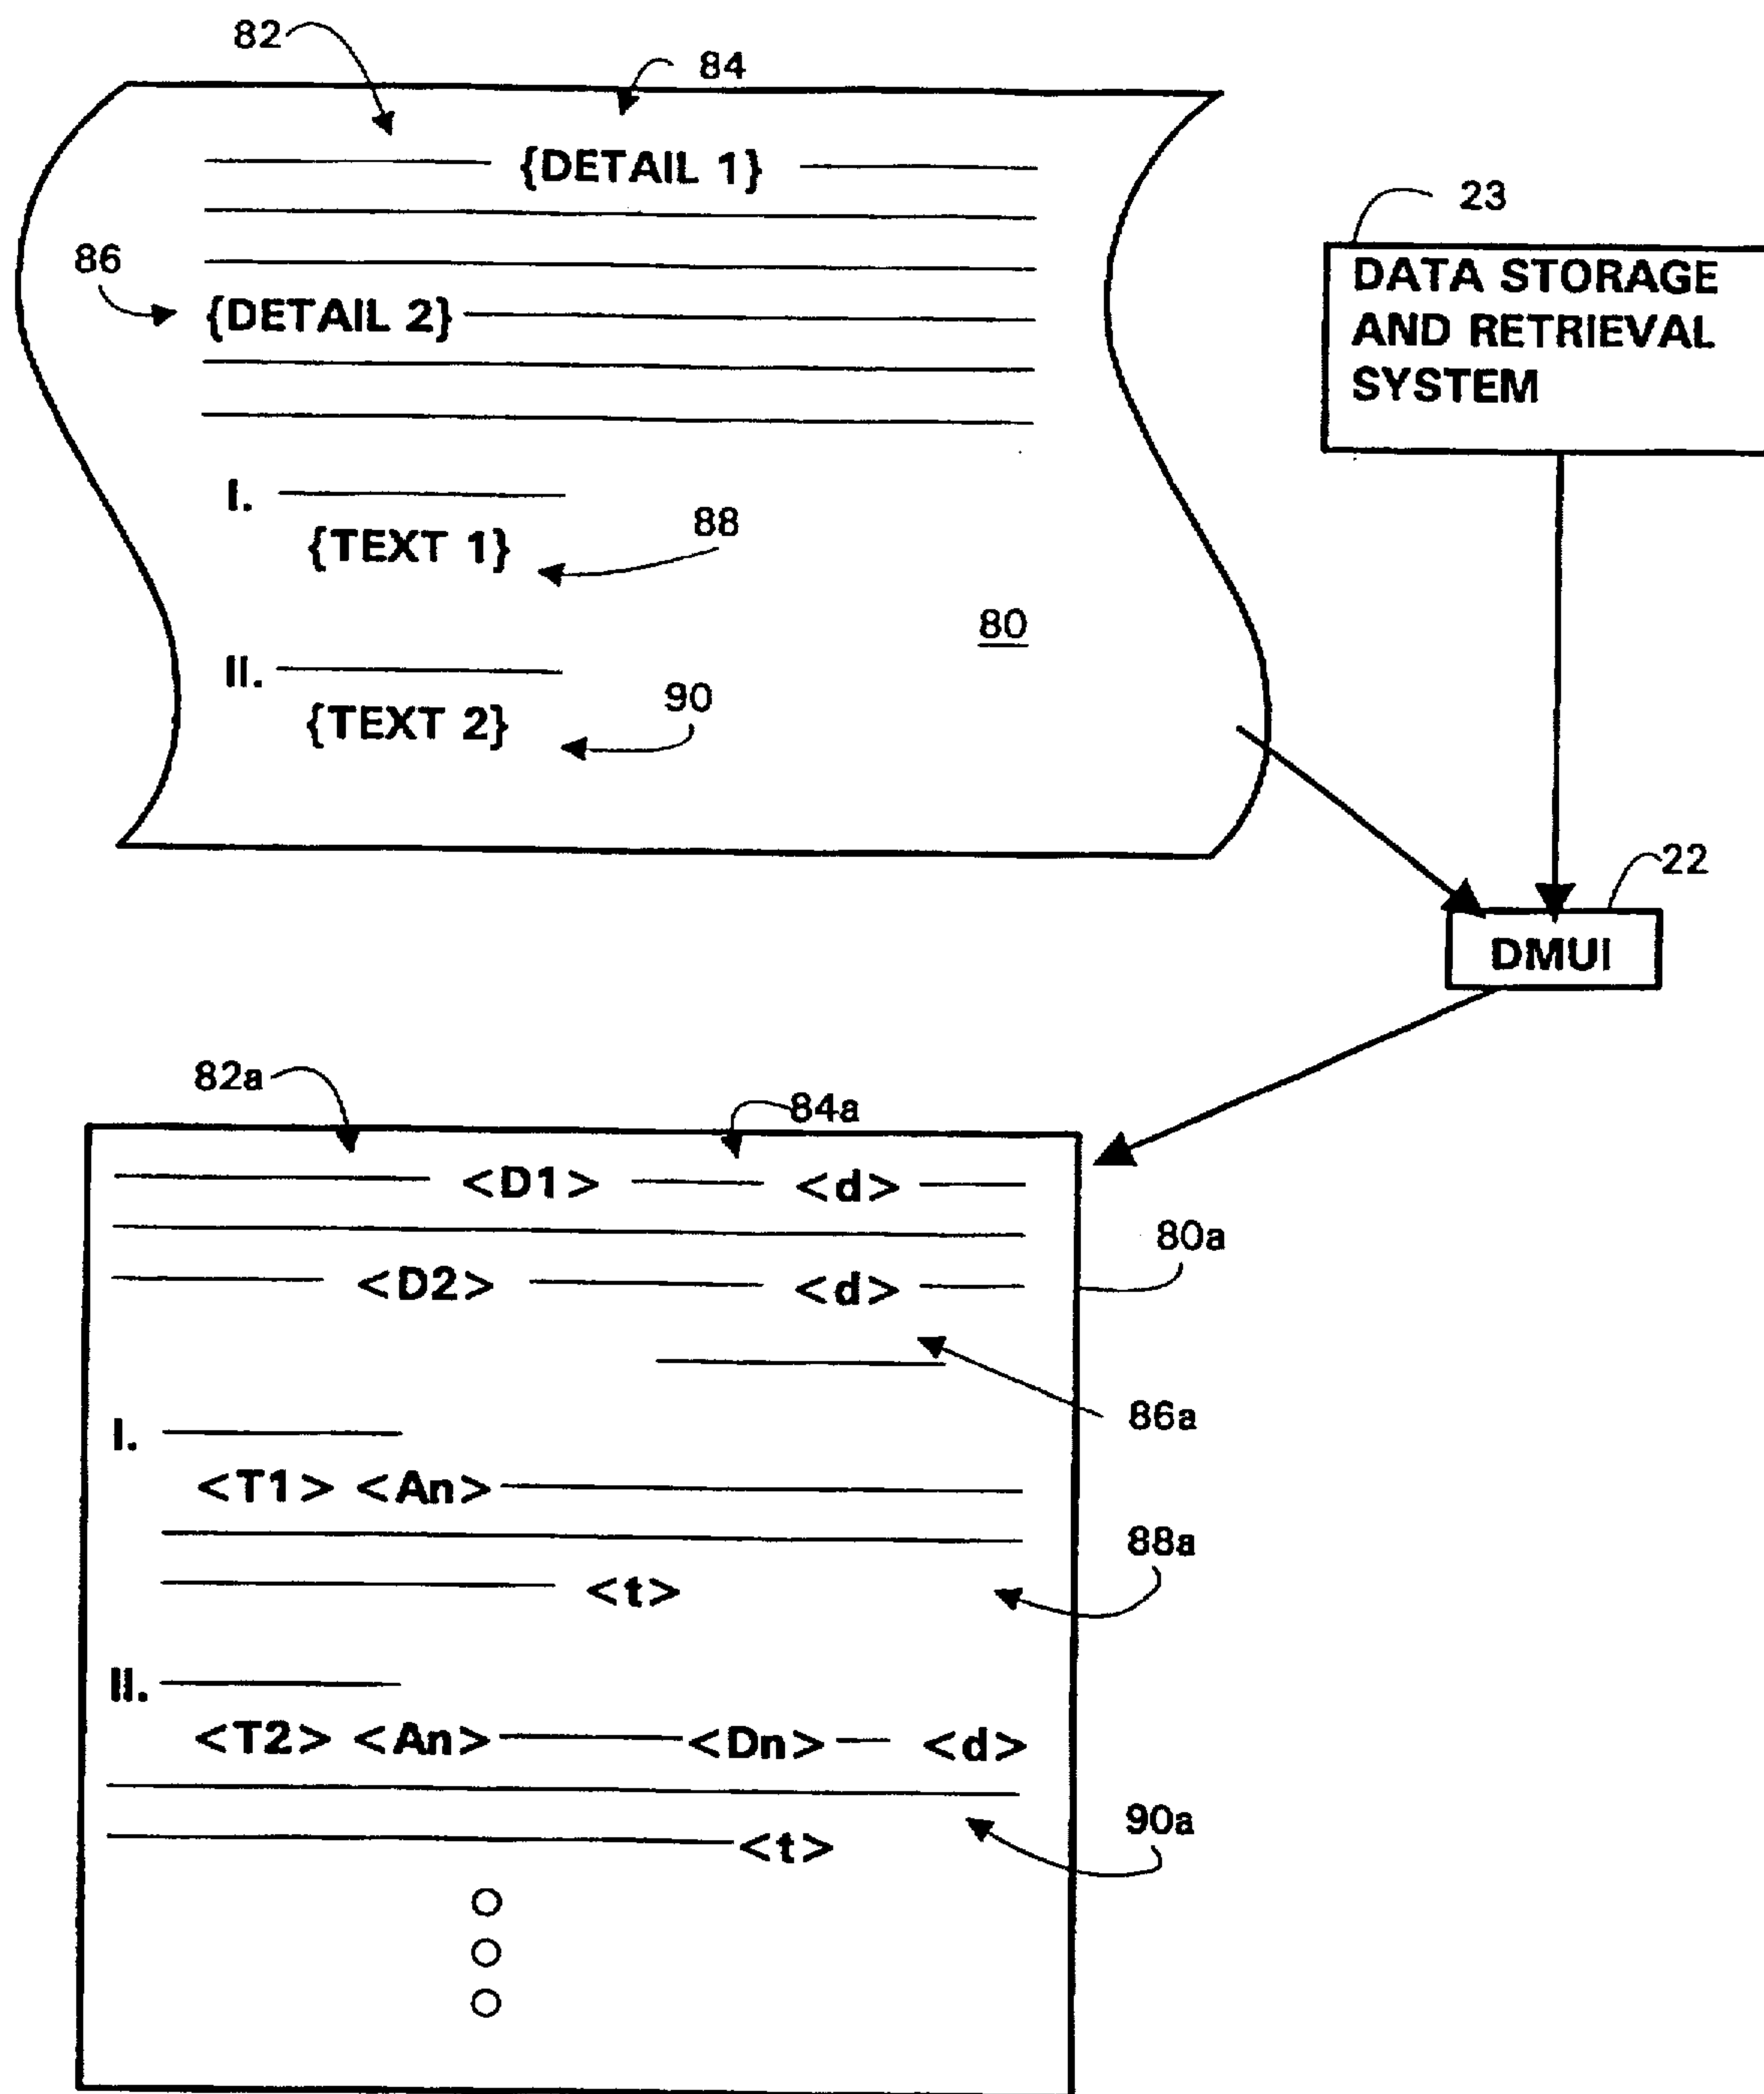 82
84
{DETAIL 1}
23
86
{DETAIL 2}
DATA STORAGE
AND RETRIEVAL
SYSTEM
I.
{TEXT 1}
88
80
II.
{TEXT 2}
90
22
DMUI
82a
84a
<D1> <d>
80a
<D2> <d>
86a
I.
<T1> <An>
88a
<t>
II.
<T2> <An> <Dn> <d>
90a
<t>